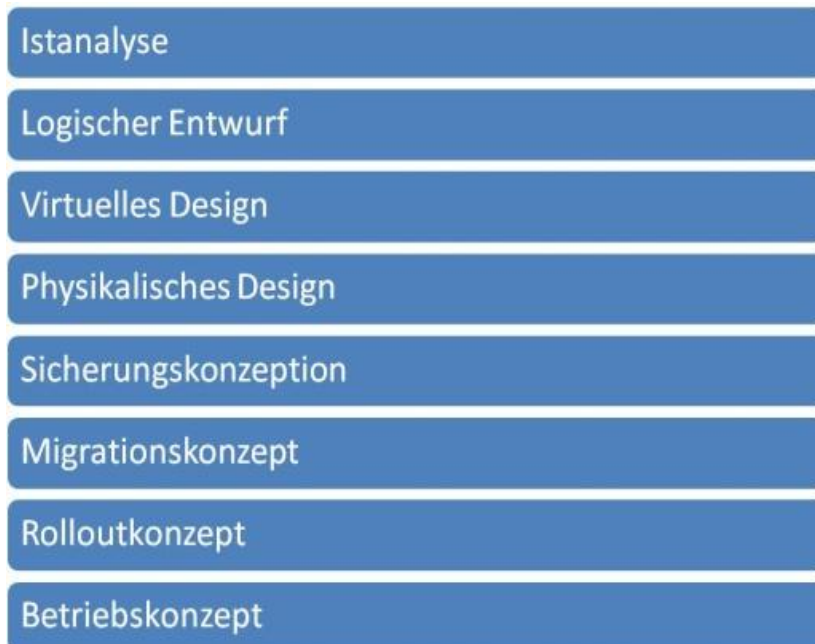 Istanalyse
Logischer Entwurf
Virtuelles Design
Physikalisches Design
Sicherungskonzeption
Migrationskonzept
Rolloutkonzept
Betriebskonzept